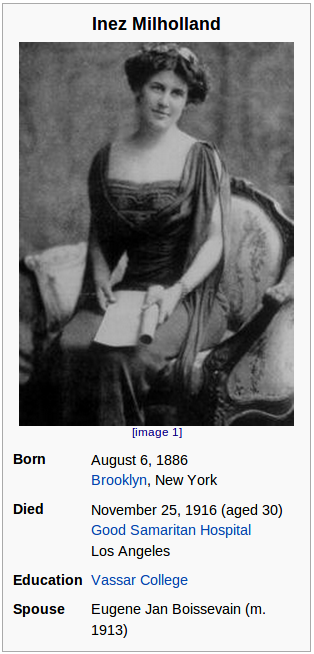 Inez Milholland
[image 1]
Born August 6, 1886
Brooklyn, New York
Died November 25, 1916 (aged 30)
Good Samaritan Hospital
Los Angeles
Education Vassar College
Spouse Eugene Jan Boissevain (m.
1913)